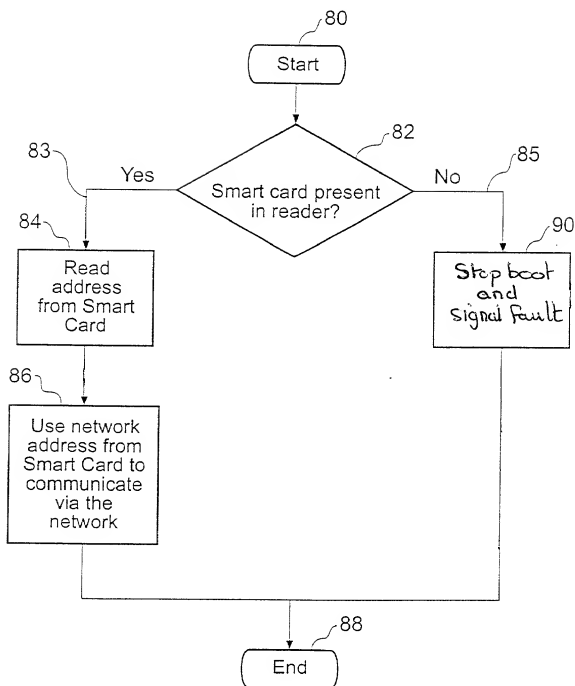 80
Start
82
83
Yes
Smart card present
in reader?
No
85
84
Read
address
from Smart
Card
90
Stop boot
and
signal fault
86
Use network
address from
Smart Card to
communicate
via the
network
88
End